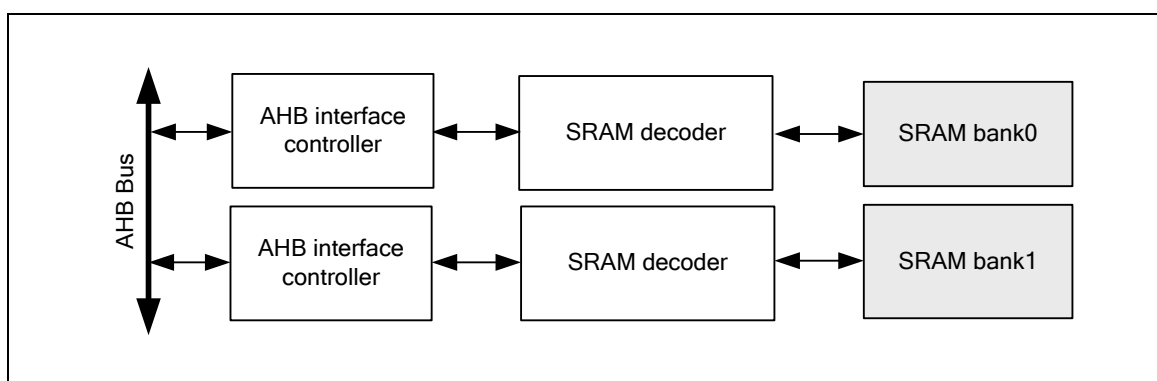 AHB Bus
AHB interface
controller
SRAM decoder
SRAM bank0
AHB interface
controller
SRAM decoder
SRAM bank1